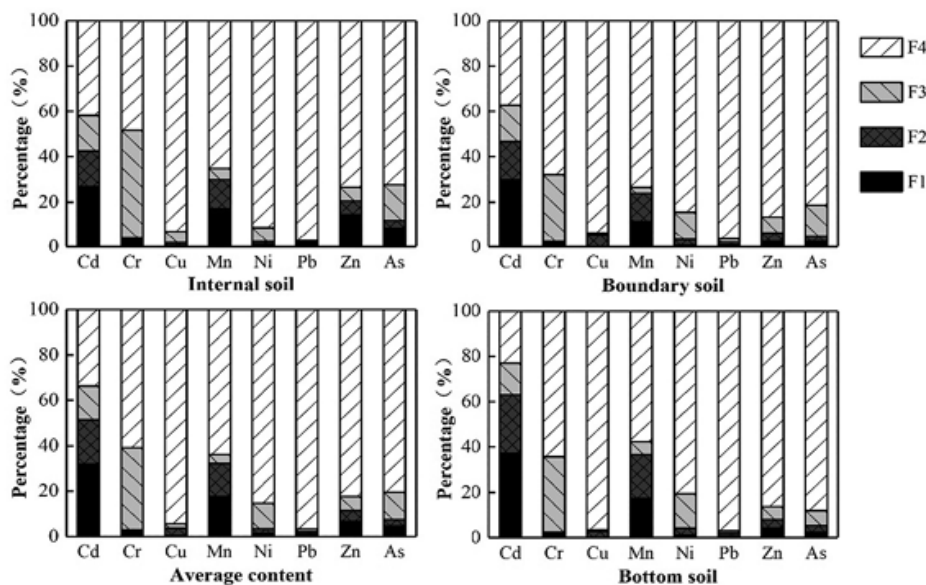 100
80
60
40
20
0
Percentage（%）
Cd Cr Cu Mn Ni Pb Zn As
Internal soil
100
80
60
40
20
0
Percentage（%）
Cd Cr Cu Mn Ni Pb Zn As
Boundary soil
F4
F3
F2
F1
100
80
60
40
20
0
Percentage（%）
Cd Cr Cu Mn Ni Pb Zn As
Average content
100
80
60
40
20
0
Percentage（%）
Cd Cr Cu Mn Ni Pb Zn As
Bottom soil